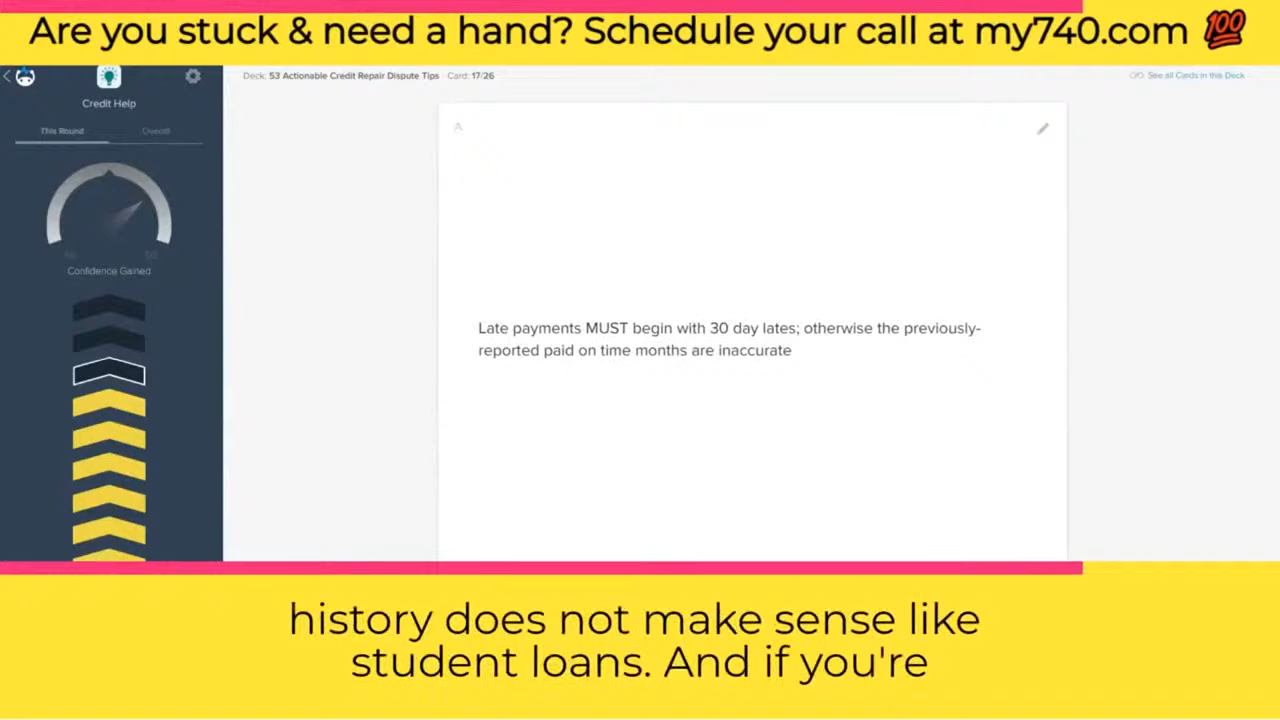 Are you stuck & need a hand? Schedule your call at my740.com 💯
Deck: 53 Actionable Credit Repair Dispute Tips Card: 17/26
See all Cards in this Deck
Credit Help
This Round Overall
A
Confidence Gained
Late payments MUST begin with 30 day lates; otherwise the previously-
reported paid on time months are inaccurate
history does not make sense like
student loans. And if you're